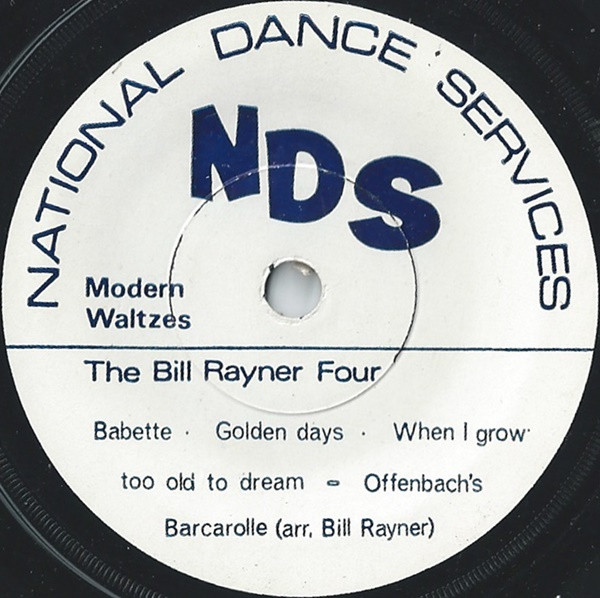 NATIONAL DANCE SERVICES
NDS
Modern
Waltzes
The Bill Rayner Four
Babette · Golden days · When I grow
too old to dream - Offenbach's
Barcarolle (arr. Bill Rayner)